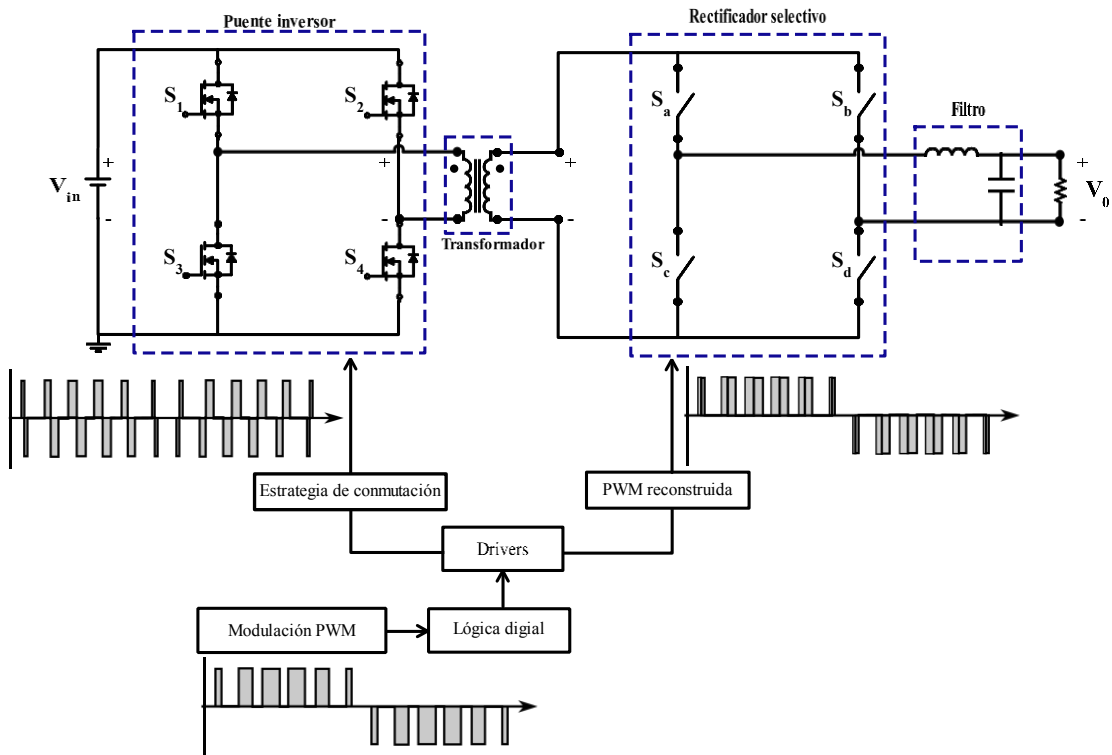 Puente inversor
Rectificador selectivo
Filtro
S1
S2
Sa
Sb
+
+
+
+
Vin
V0
-
-
-
-
Transformador
S3
S4
Sc
Sd
Estrategia de conmutación
PWM reconstruida
Drivers
Modulación PWM
Lógica digial